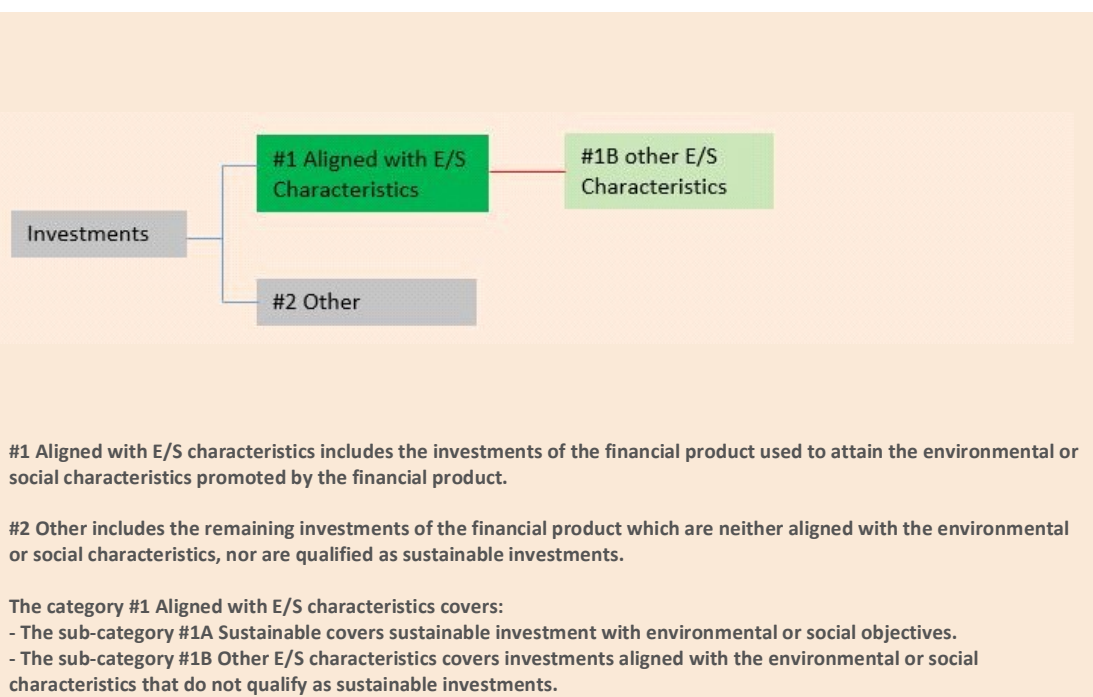 #1 Aligned with E/S
Characteristics
#1B other E/S
Characteristics
Investments
#2 Other
#1 Aligned with E/S characteristics includes the investments of the financial product used to attain the environmental or
social characteristics promoted by the financial product.
#2 Other includes the remaining investments of the financial product which are neither aligned with the environmental
or social characteristics, nor are qualified as sustainable investments.
The category #1 Aligned with E/S characteristics covers:
- The sub-category #1A Sustainable covers sustainable investment with environmental or social objectives.
- The sub-category #1B Other E/S characteristics covers investments aligned with the environmental or social
characteristics that do not qualify as sustainable investments.